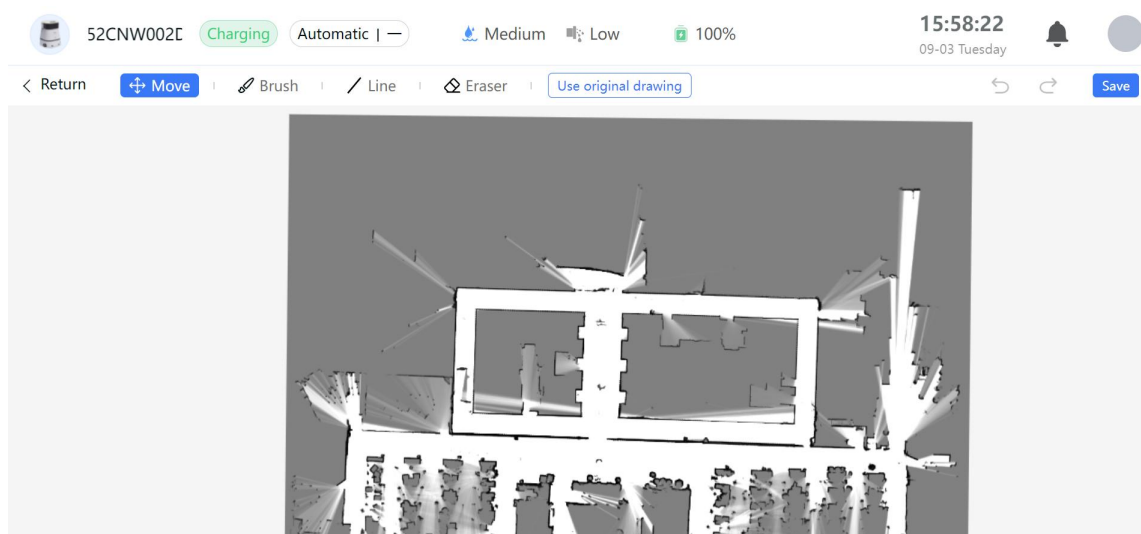 52CNW002D Charging Automatic | — Medium Low 100% 15:58:22
09-03 Tuesday
Return Move Brush Line Eraser Use original drawing Save